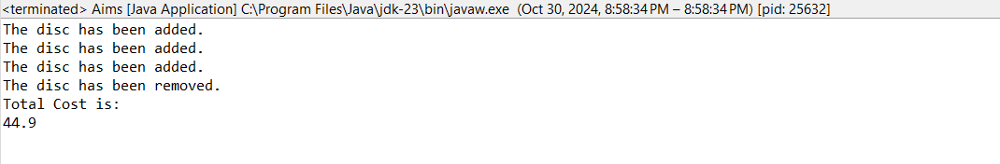 <terminated> Aims [Java Application] C:\Program Files\Java\jdk-23\bin\javaw.exe (Oct 30, 2024, 8:58:34 PM – 8:58:34 PM) [pid: 25632]
The disc has been added.
The disc has been added.
The disc has been added.
The disc has been removed.
Total Cost is:
44.9